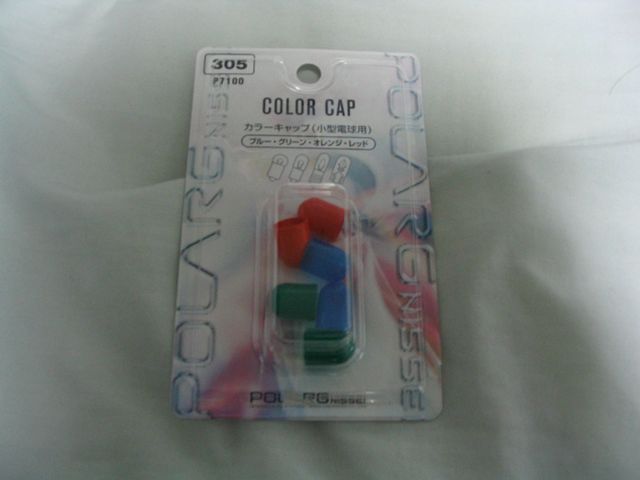 305
P7100
COLOR CAP
カラーキャップ(小型電球用)
ブルー・グリーン・オレンジ・レッド
POLARG NISSEI
POLARG NISSE
POLARG NISSEI